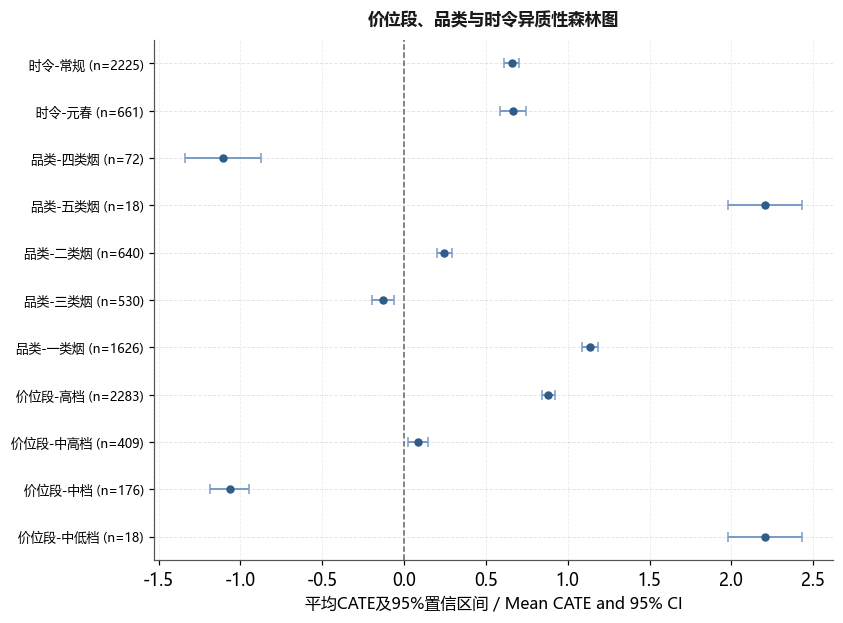 价位段、品类与时令异质性森林图
时令-常规 (n=2225)
时令-元春 (n=661)
品类-四类烟 (n=72)
品类-五类烟 (n=18)
品类-二类烟 (n=640)
品类-三类烟 (n=530)
品类-一类烟 (n=1626)
价位段-高档 (n=2283)
价位段-中高档 (n=409)
价位段-中档 (n=176)
价位段-中低档 (n=18)
-1.5 -1.0 -0.5 0.0 0.5 1.0 1.5 2.0 2.5
平均CATE及95%置信区间 / Mean CATE and 95% CI